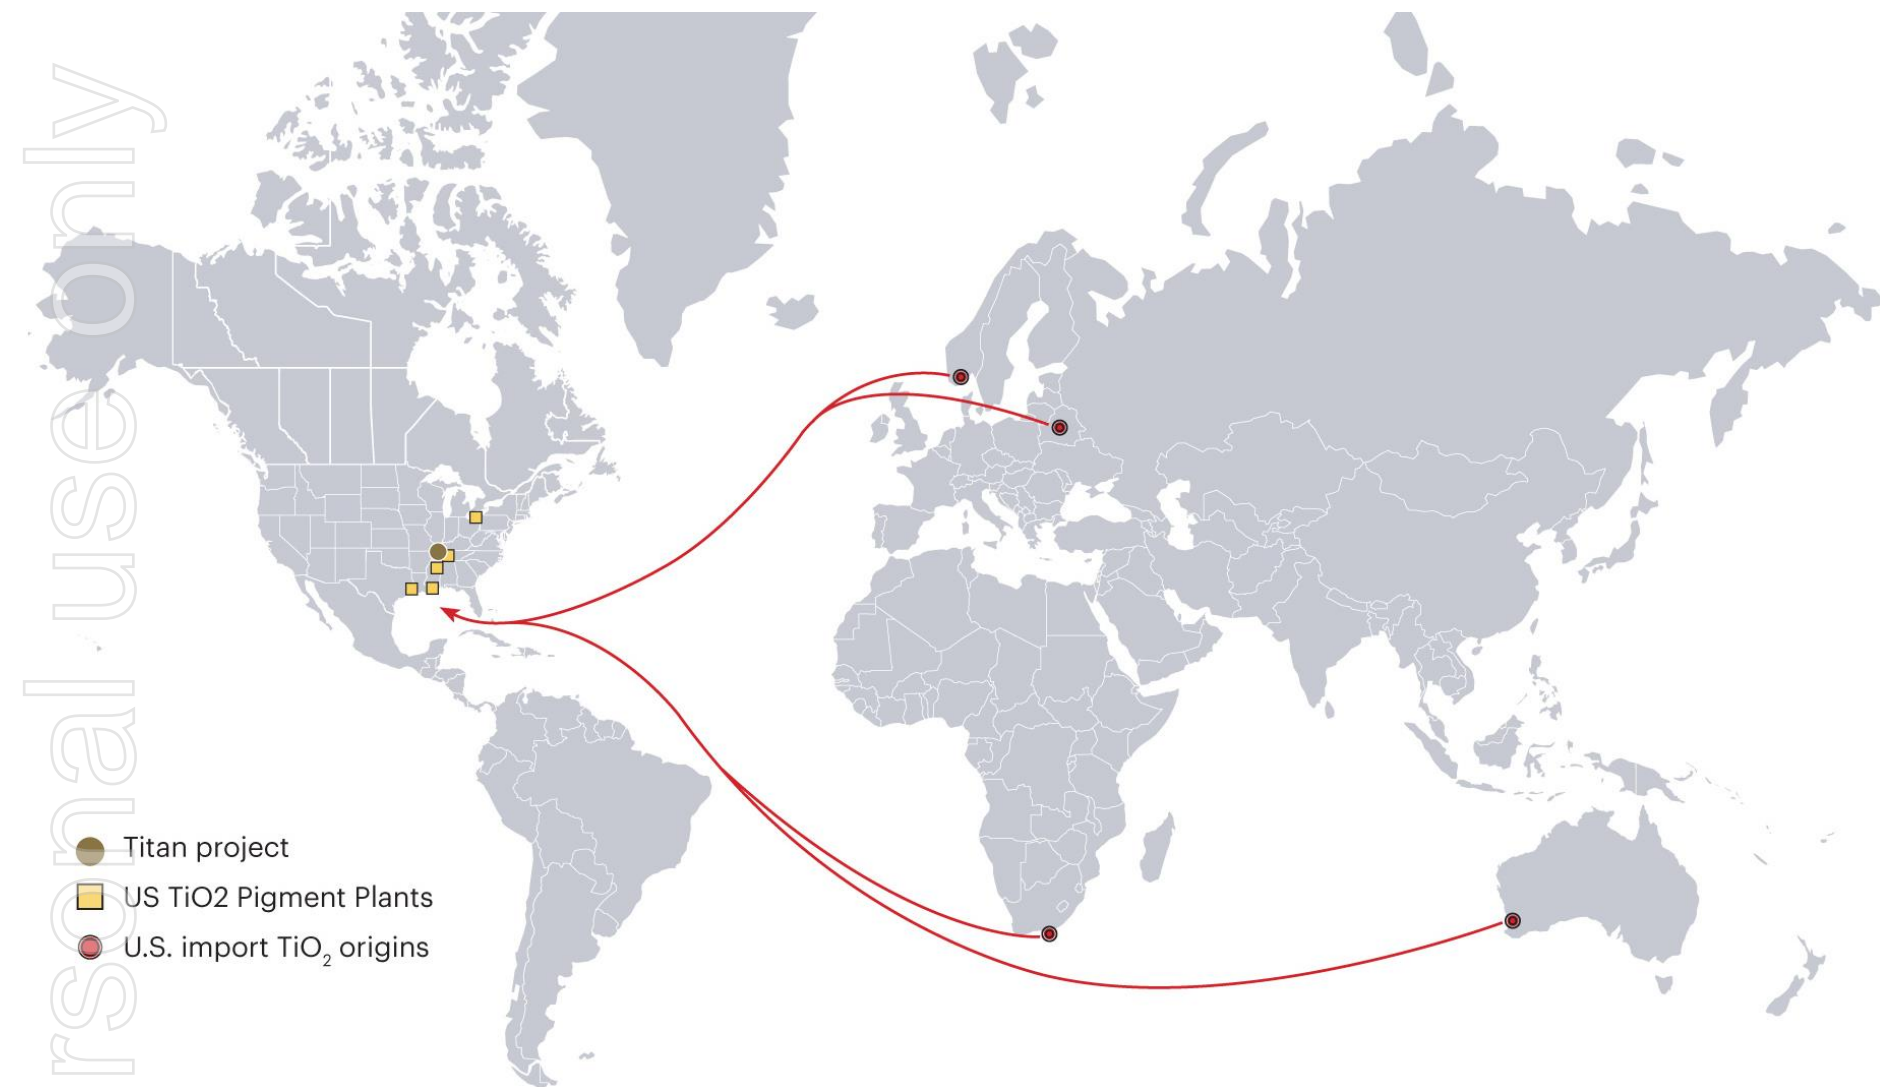 rsonal use only
Titan project
US TiO2 Pigment Plants
U.S. import TiO₂ origins